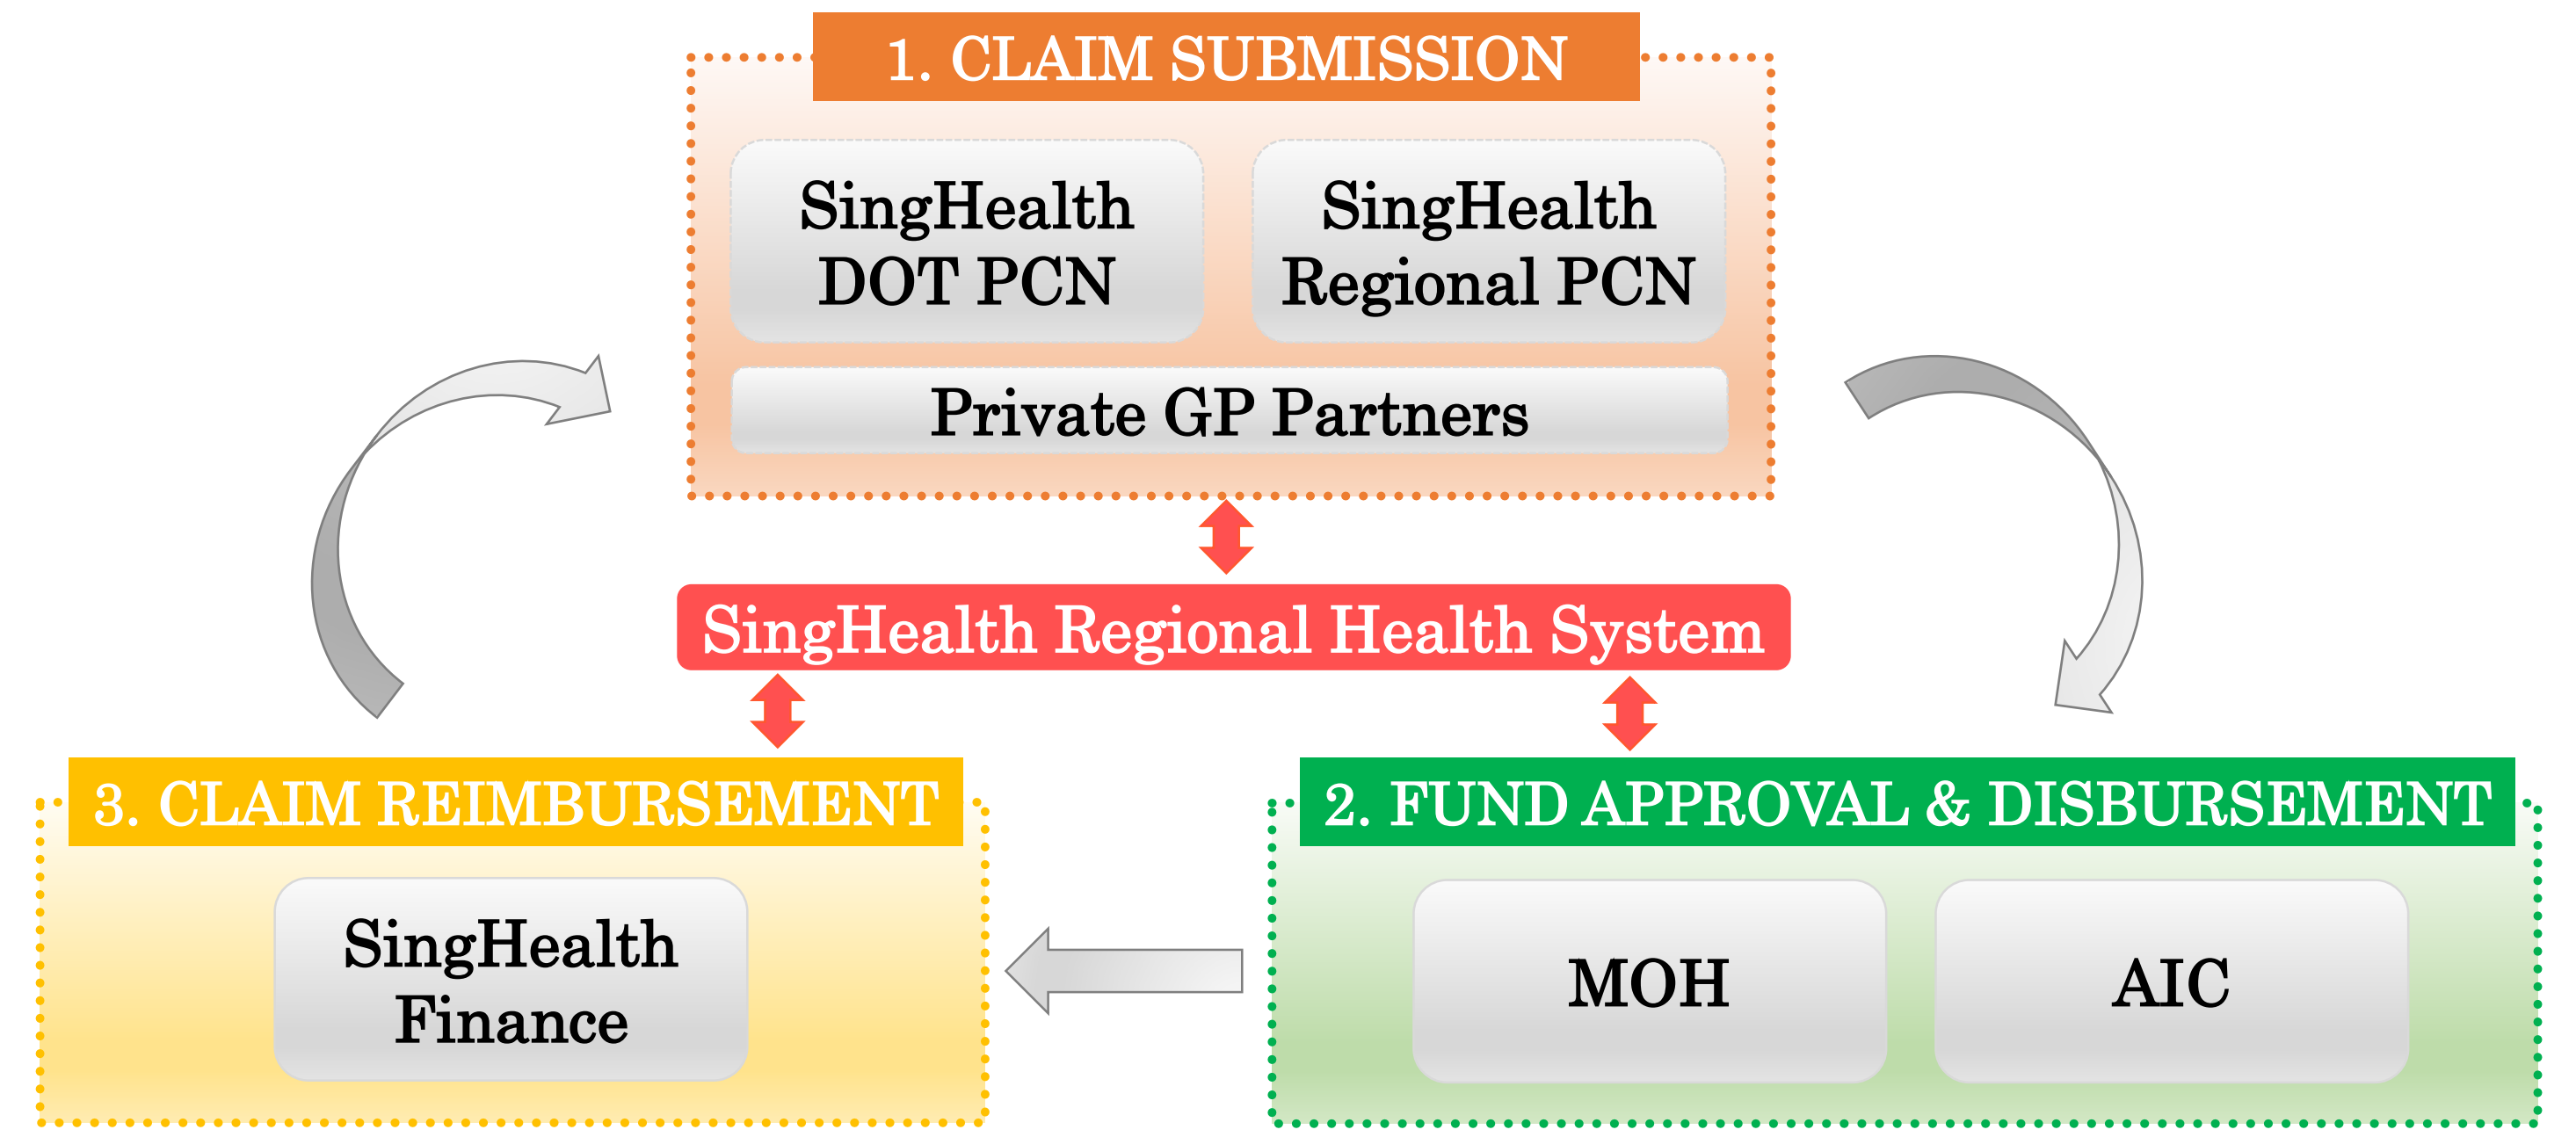 1. CLAIM SUBMISSION
SingHealth
DOT PCN
SingHealth
Regional PCN
Private GP Partners
SingHealth Regional Health System
3. CLAIM REIMBURSEMENT
SingHealth
Finance
2. FUND APPROVAL & DISBURSEMENT
MOH
AIC